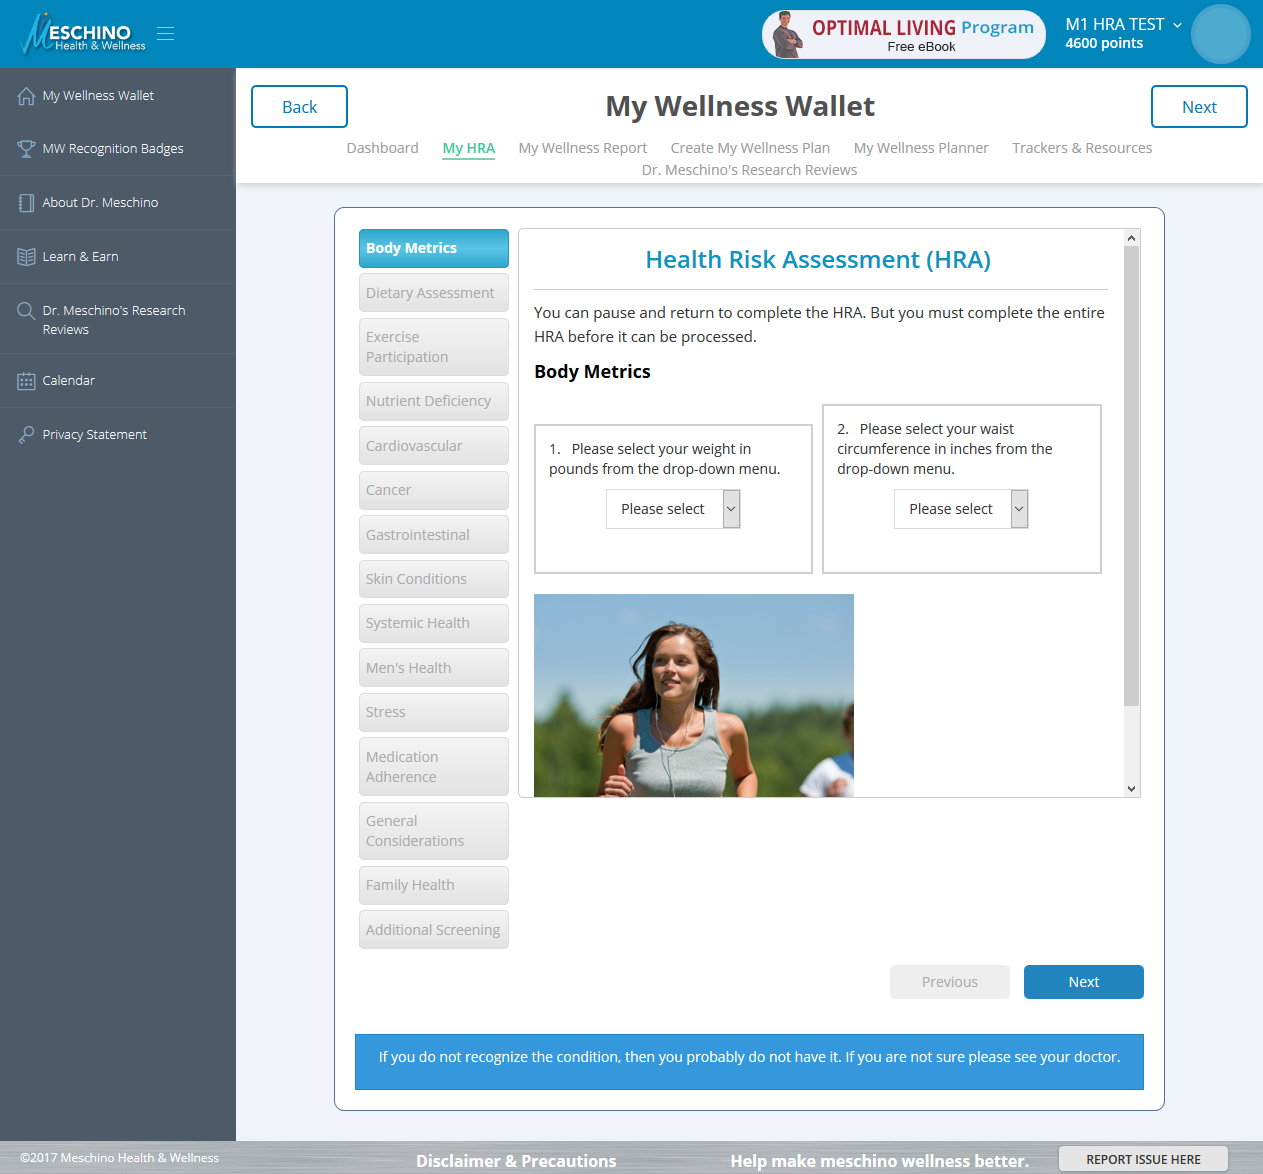 MESCHINO
Health & Wellness
OPTIMAL LIVING Program
Free eBook
M1 HRA TEST
4600 points
My Wellness Wallet
MW Recognition Badges
About Dr. Meschino
Learn & Earn
Dr. Meschino's Research
Reviews
Calendar
Privacy Statement
Back
My Wellness Wallet
Next
Dashboard My HRA My Wellness Report Create My Wellness Plan My Wellness Planner Trackers & Resources
Dr. Meschino's Research Reviews
Body Metrics
Dietary Assessment
Exercise
Participation
Nutrient Deficiency
Cardiovascular
Cancer
Gastrointestinal
Skin Conditions
Systemic Health
Men's Health
Stress
Medication
Adherence
General
Considerations
Family Health
Additional Screening
Health Risk Assessment (HRA)
You can pause and return to complete the HRA. But you must complete the entire
HRA before it can be processed.
Body Metrics
1. Please select your weight in
pounds from the drop-down menu.
Please select
2. Please select your waist
circumference in inches from the
drop-down menu.
Please select
Previous
Next
If you do not recognize the condition, then you probably do not have it. If you are not sure please see your doctor.
©2017 Meschino Health & Wellness
Disclaimer & Precautions
Help make meschino wellness better.
REPORT ISSUE HERE